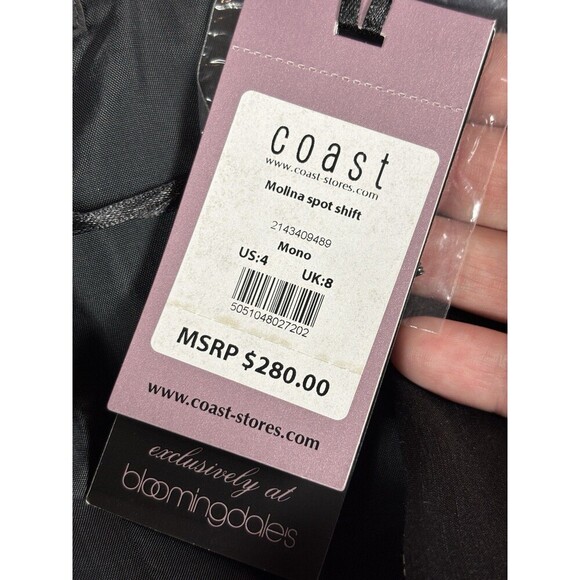 coast
www.coast-stores.com
Molina spot shift
2143409489
Mono
US:4 UK:8
5051048027202
MSRP $280.00
www.coast-stores.com
exclusively at
bloomingdale's